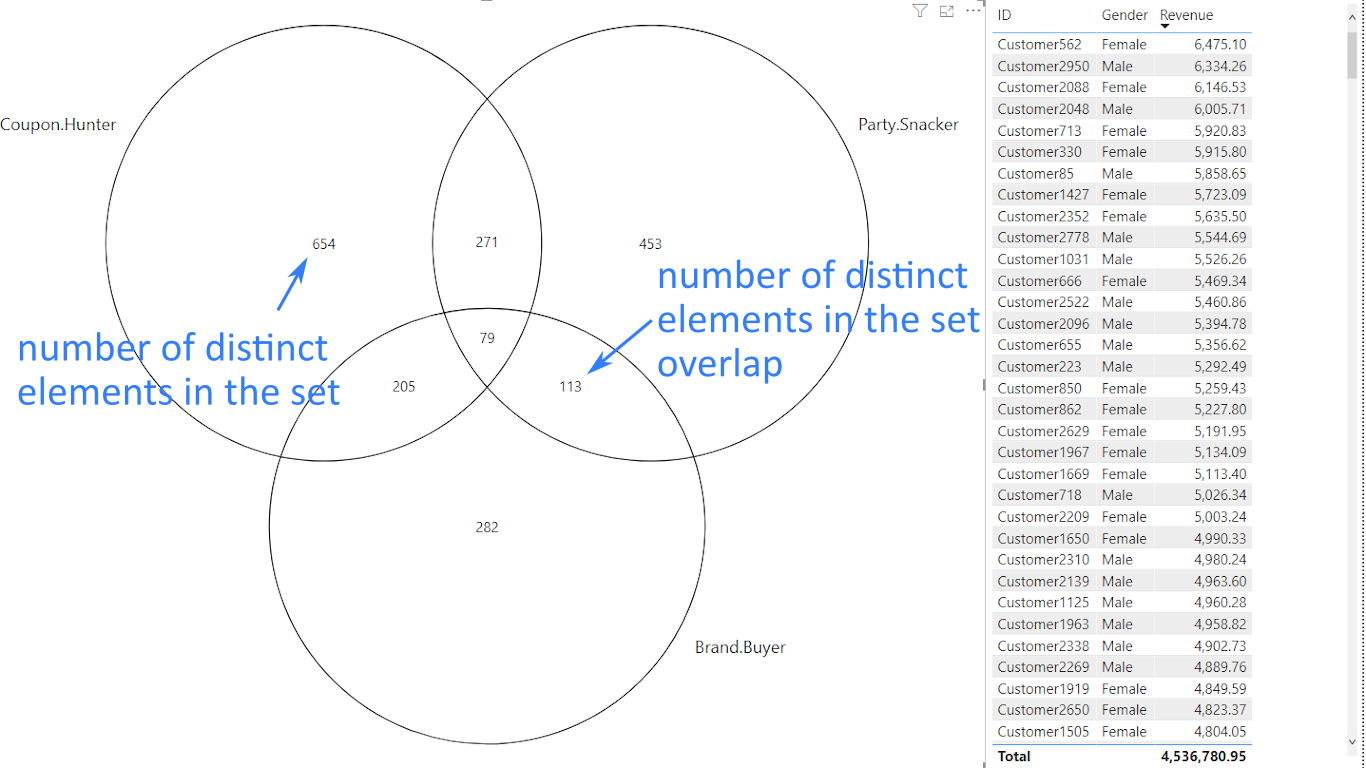 Coupon.Hunter
Party.Snacker
654
271
453
number of distinct
elements in the set
number of distinct
elements in the set
overlap
79
205
113
282
Brand.Buyer
ID Gender Revenue
Customer562 Female 6,475.10
Customer2950 Male 6,334.26
Customer2088 Female 6,146.53
Customer2048 Male 6,005.71
Customer713 Female 5,920.83
Customer330 Female 5,915.80
Customer85 Male 5,858.65
Customer1427 Female 5,723.09
Customer2352 Female 5,635.50
Customer2778 Male 5,544.69
Customer1031 Male 5,526.26
Customer666 Female 5,469.34
Customer2522 Male 5,460.86
Customer2096 Male 5,394.78
Customer655 Male 5,356.62
Customer223 Male 5,292.49
Customer850 Female 5,259.43
Customer862 Female 5,227.80
Customer2629 Female 5,191.95
Customer1967 Female 5,134.09
Customer1669 Female 5,113.40
Customer718 Male 5,026.34
Customer2209 Female 5,003.24
Customer1650 Female 4,990.33
Customer2310 Male 4,980.24
Customer2139 Male 4,963.60
Customer1125 Male 4,960.28
Customer1963 Male 4,958.82
Customer2338 Male 4,902.73
Customer2269 Male 4,889.76
Customer1919 Female 4,849.59
Customer2650 Female 4,823.37
Customer1505 Female 4,804.05
Total 4,536,780.95